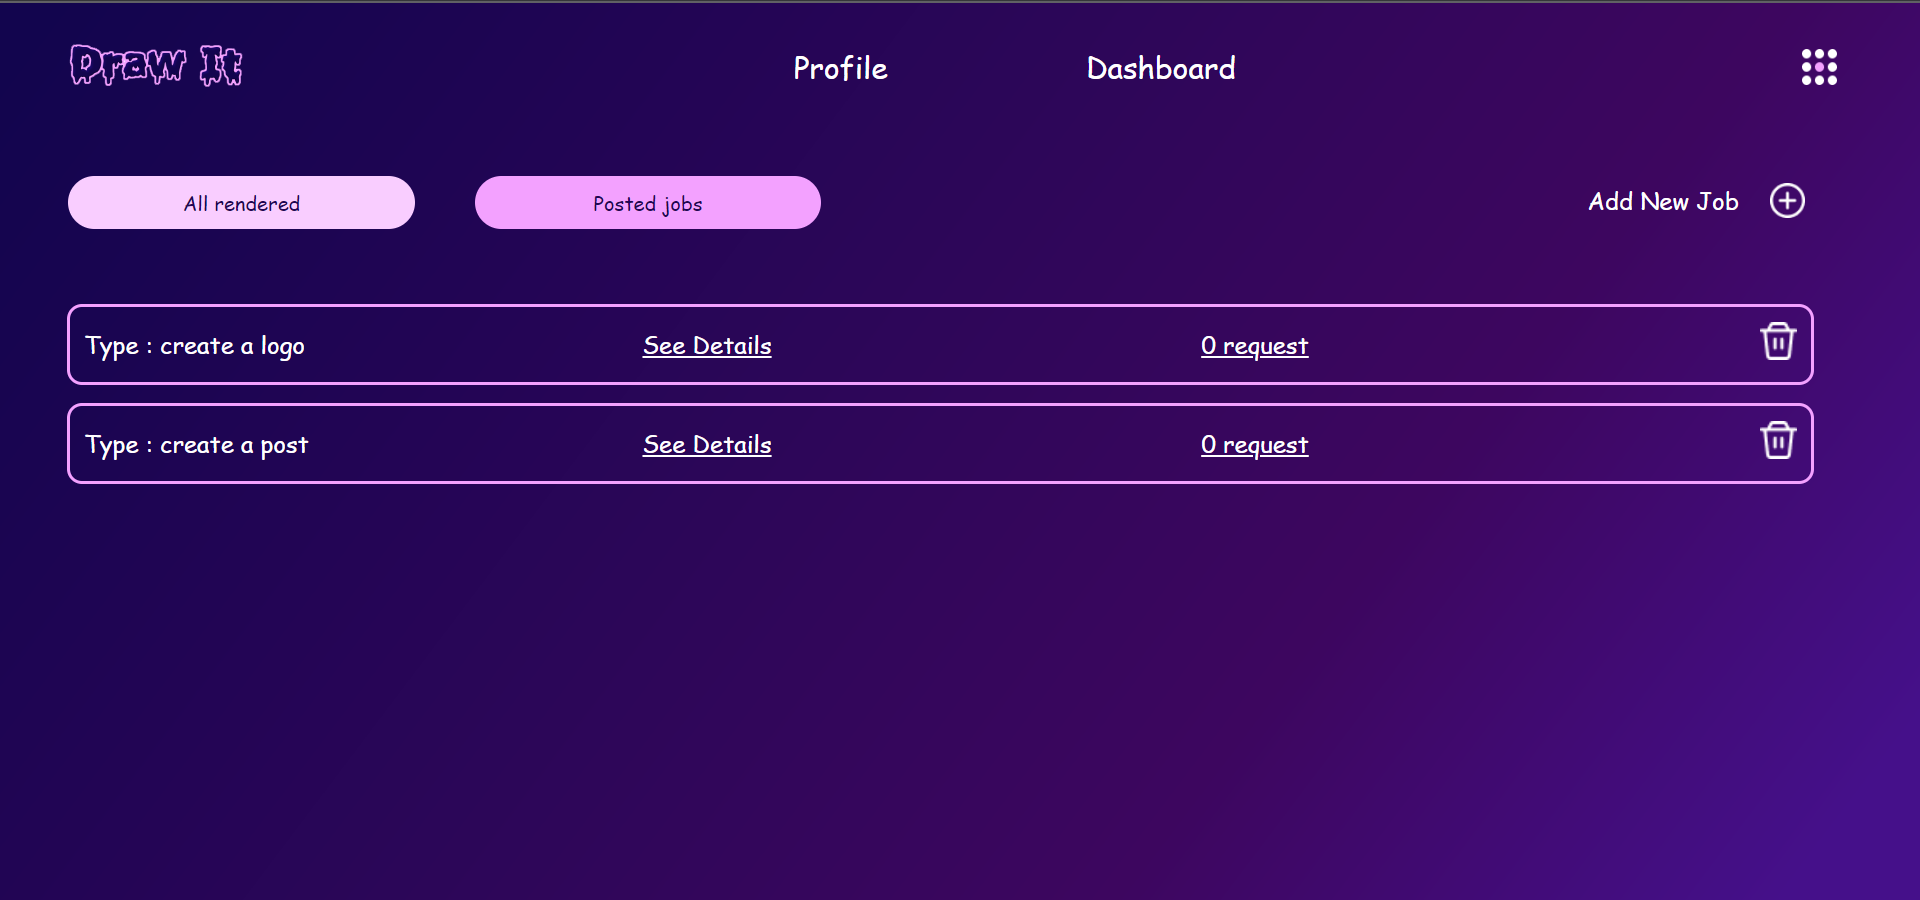 Draw It
Profile
Dashboard
All rendered
Posted jobs
Add New Job
Type : create a logo
See Details
0 request
Type : create a post
See Details
0 request